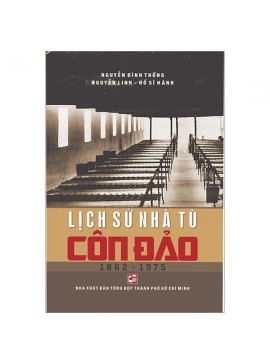 NGUYỄN ĐÌNH THỐNG
NGUYỄN LINH - HỒ SĨ HÀNH
LỊCH SỬ NHÀ TÙ
CÔN ĐẢO
1862 - 1975
NHÀ XUẤT BẢN TỔNG HỢP THÀNH PHỐ HỒ CHÍ MINH